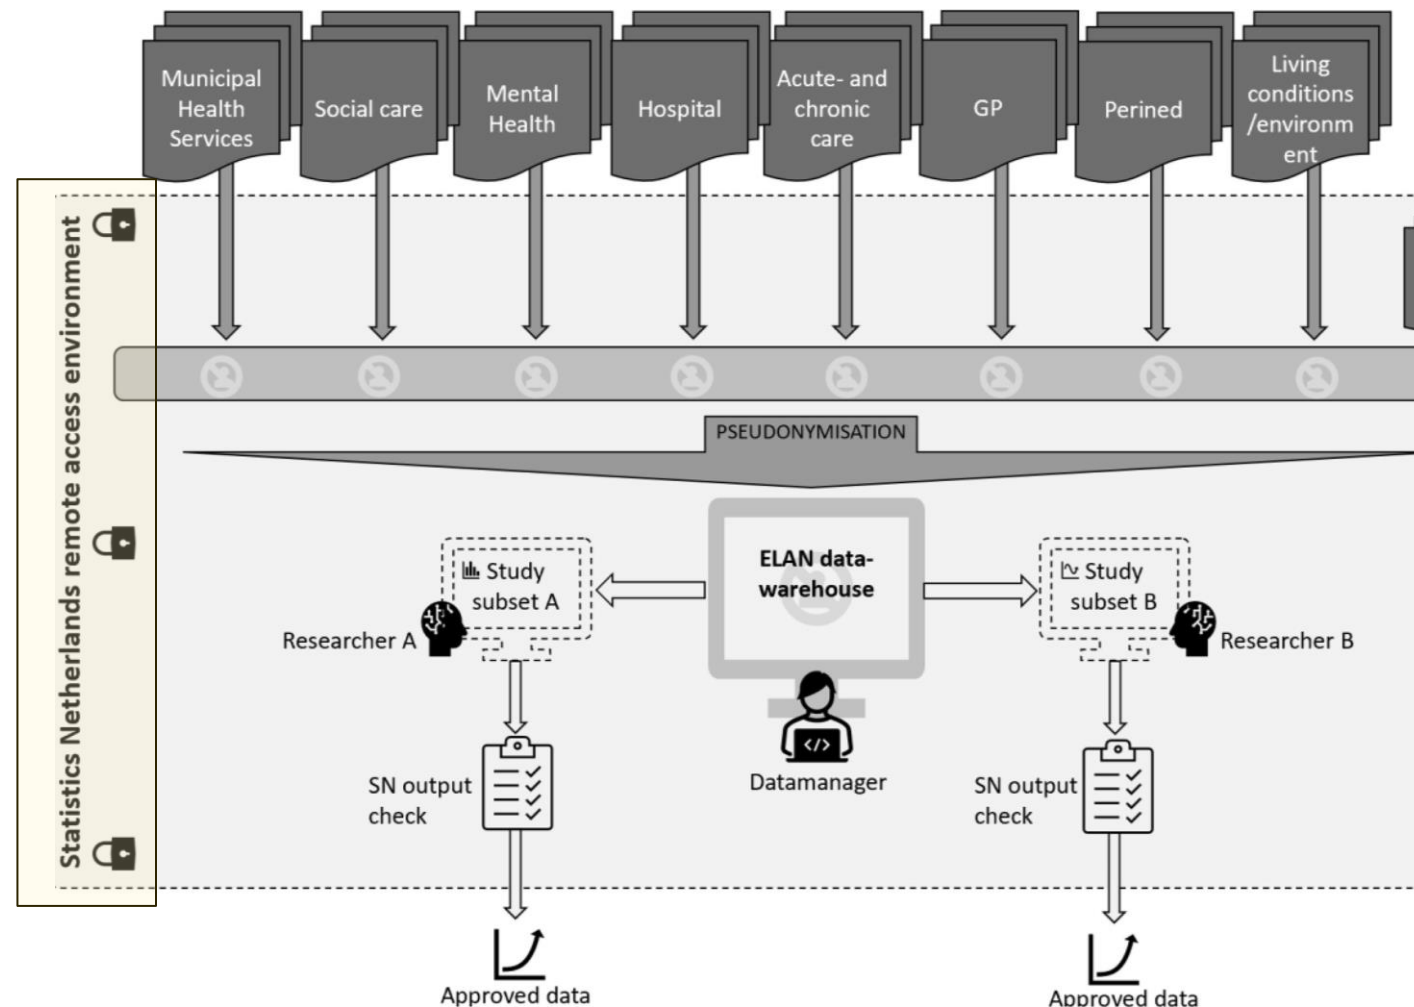 Municipal
Health
Services
Social care
Mental
Health
Hospital
Acute- and
chronic
care
GP
Perined
Living
conditions
/environm
ent
Statistics Netherlands remote access environment
PSEUDONYMISATION
ELAN data-
warehouse
Study
subset A
Researcher A
Study
subset B
Researcher B
</>
Datamanager
SN output
check
SN output
check
Approved data
Approved data